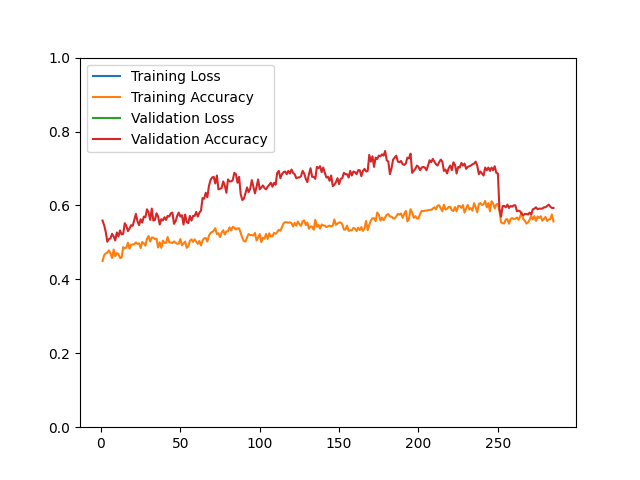 1.0
0.8
0.6
0.4
0.2
0.0
Training Loss
Training Accuracy
Validation Loss
Validation Accuracy
0 50 100 150 200 250